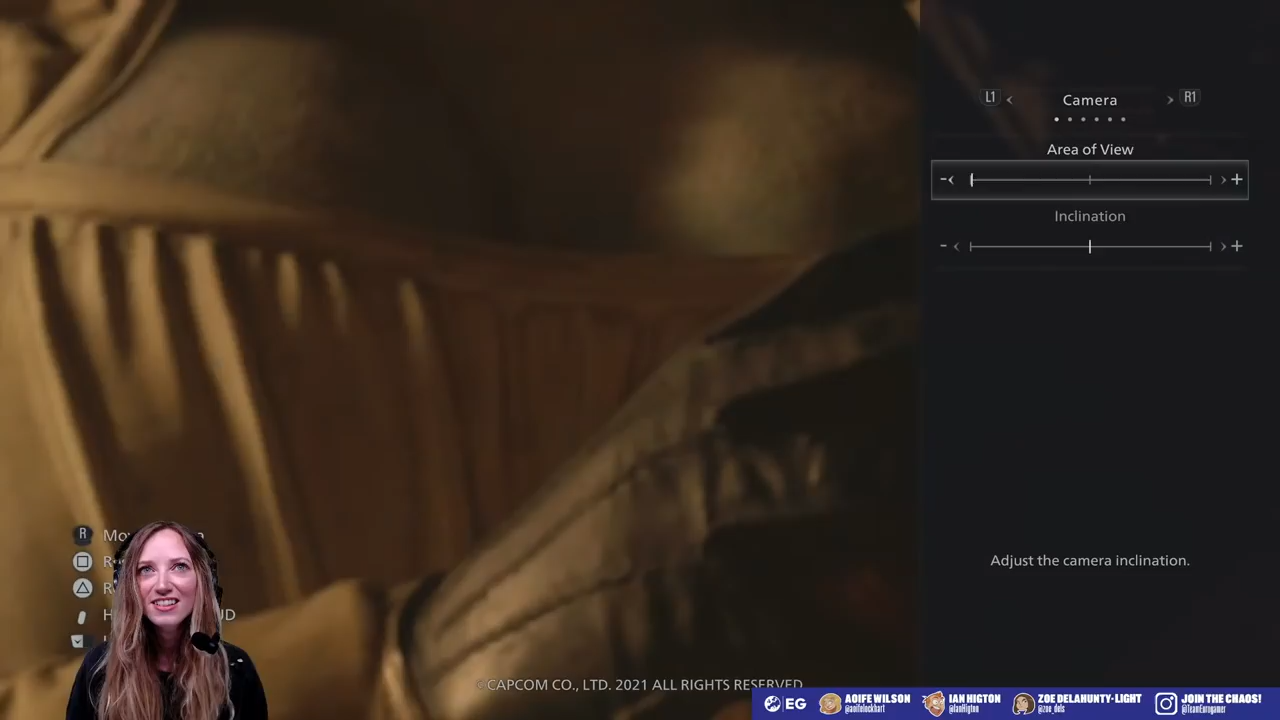 L1
Camera
R1
Area of View
Inclination
Adjust the camera inclination.
R
©CAPCOM CO., LTD. 2021 ALL RIGHTS RESERVED
EG
AOIFE WILSON
@aoifelockhart
IAN HIGTON
@IanHigton
ZOE DELAHUNTY-LIGHT
@zoe_dels
JOIN THE CHAOS!
@TeamEurogamer